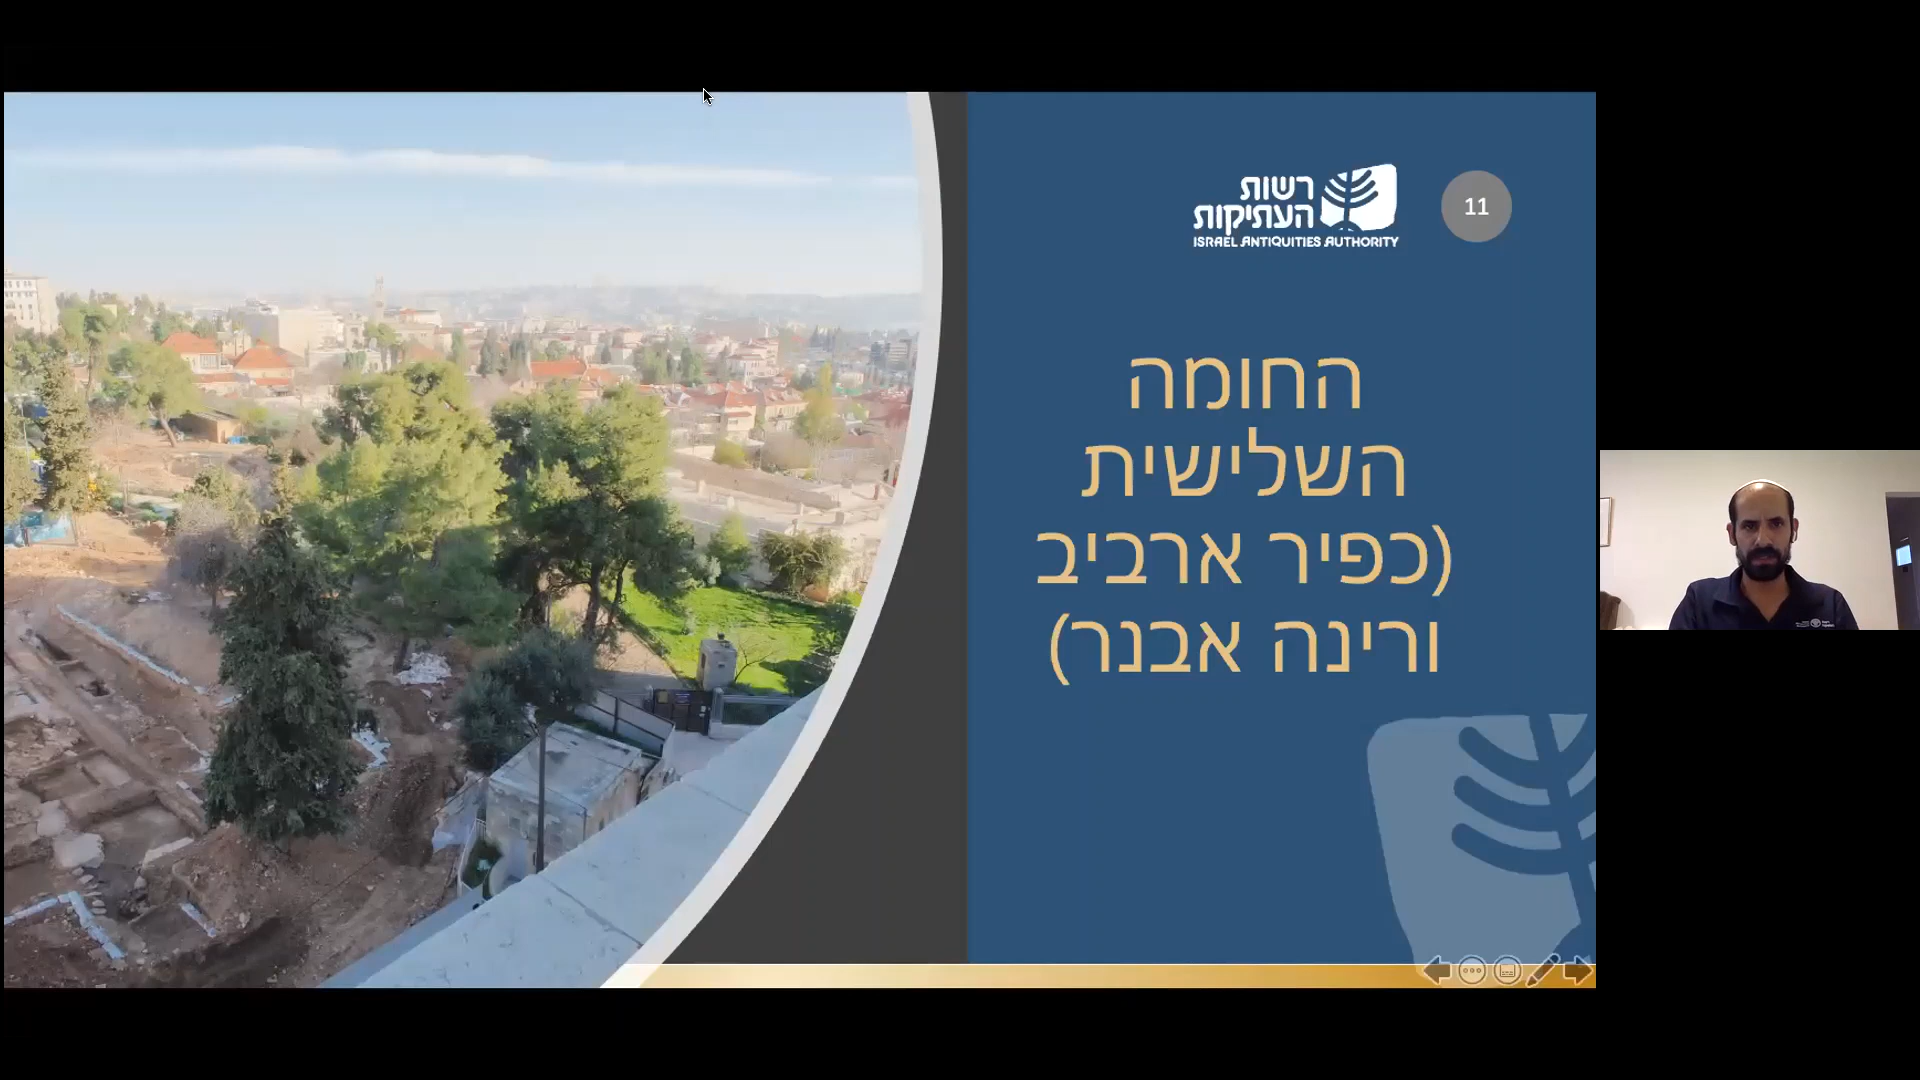 רשות
העתיקות
ISRAEL ANTIQUITIES AUTHORITY
11
החומה
השלישית
(כפיר ארביב
ורינה אבנר)